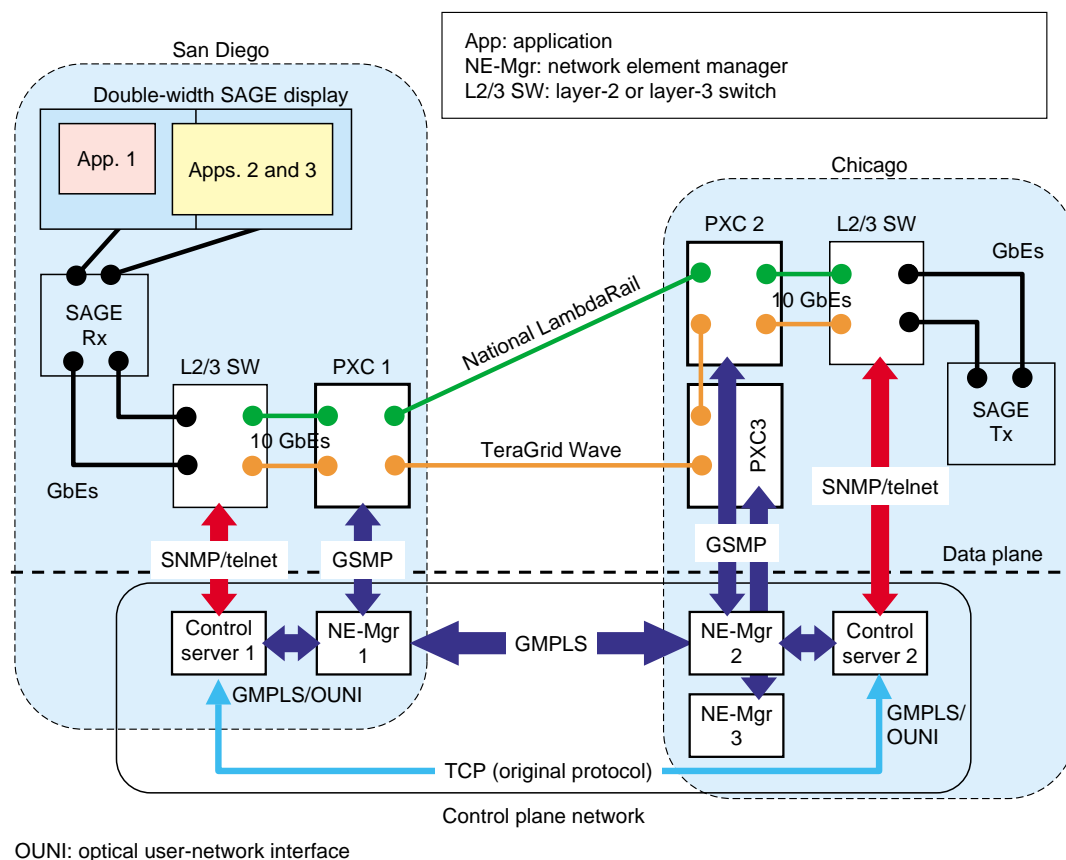 App: application
NE-Mgr: network element manager
L2/3 SW: layer-2 or layer-3 switch
San Diego
Double-width SAGE display
App. 1
Apps. 2 and 3
SAGE
Rx
L2/3 SW
PXC 1
10 GbEs
GbEs
National LambdaRail
TeraGrid Wave
Chicago
PXC 2
L2/3 SW
GbEs
10 GbEs
PXC3
SAGE
Tx
SNMP/telnet
GSMP
GSMP
SNMP/telnet
Data plane
Control
server 1
NE-Mgr
1
GMPLS
NE-Mgr
2
Control
server 2
GMPLS/OUNI
NE-Mgr
3
GMPLS/
OUNI
TCP (original protocol)
Control plane network
OUNI: optical user-network interface